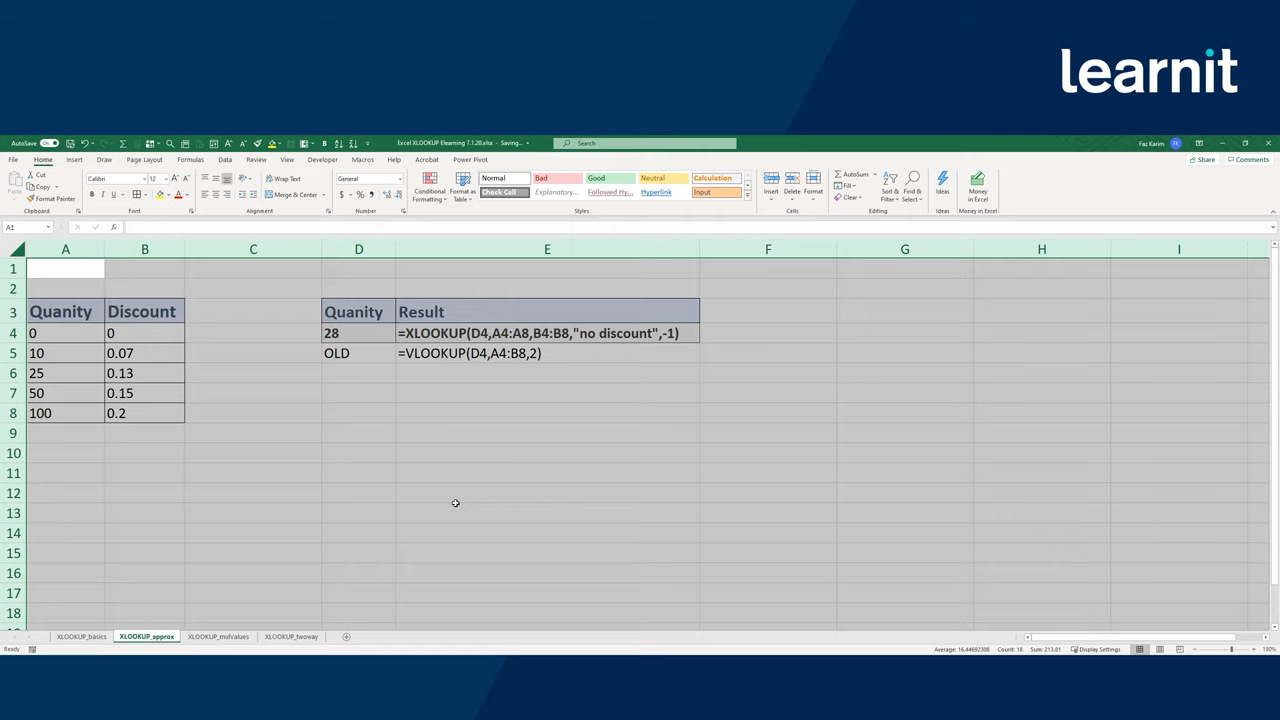 learnit
AutoSave On Excel XLOOKUP Elearning 7.1.20.xlsx - Saving... Search Faz Karim FK
File Home Insert Draw Page Layout Formulas Data Review View Developer Macros Help Acrobat Power Pivot Share Comments
Cut
Copy
Format Painter
Paste
Clipboard
Calibri 12
Font
Wrap Text
Merge & Center
Alignment
General
Number
Conditional Formatting
Format as Table
Normal Bad Good Neutral Calculation
Check Cell Explanatory... Followed Hy... Hyperlink Input
Styles
Insert Delete Format
Cells
AutoSum
Fill
Clear
Sort & Filter
Find & Select
Editing
Ideas
Ideas
Money in Excel
Money in Excel
A1 fx
A B C D E F G H I
1
2
3 Quanity Discount Quanity Result
4 0 0 28 =XLOOKUP(D4,A4:A8,B4:B8,"no discount",-1)
5 10 0.07 OLD =VLOOKUP(D4,A4:B8,2)
6 25 0.13
7 50 0.15
8 100 0.2
9
10
11
12
13
14
15
16
17
18
XLOOKUP_basics XLOOKUP_approx XLOOKUP_mulValues XLOOKUP_twoway
Ready Average: 16.44692308 Count: 18 Sum: 213.81 Display Settings 190%